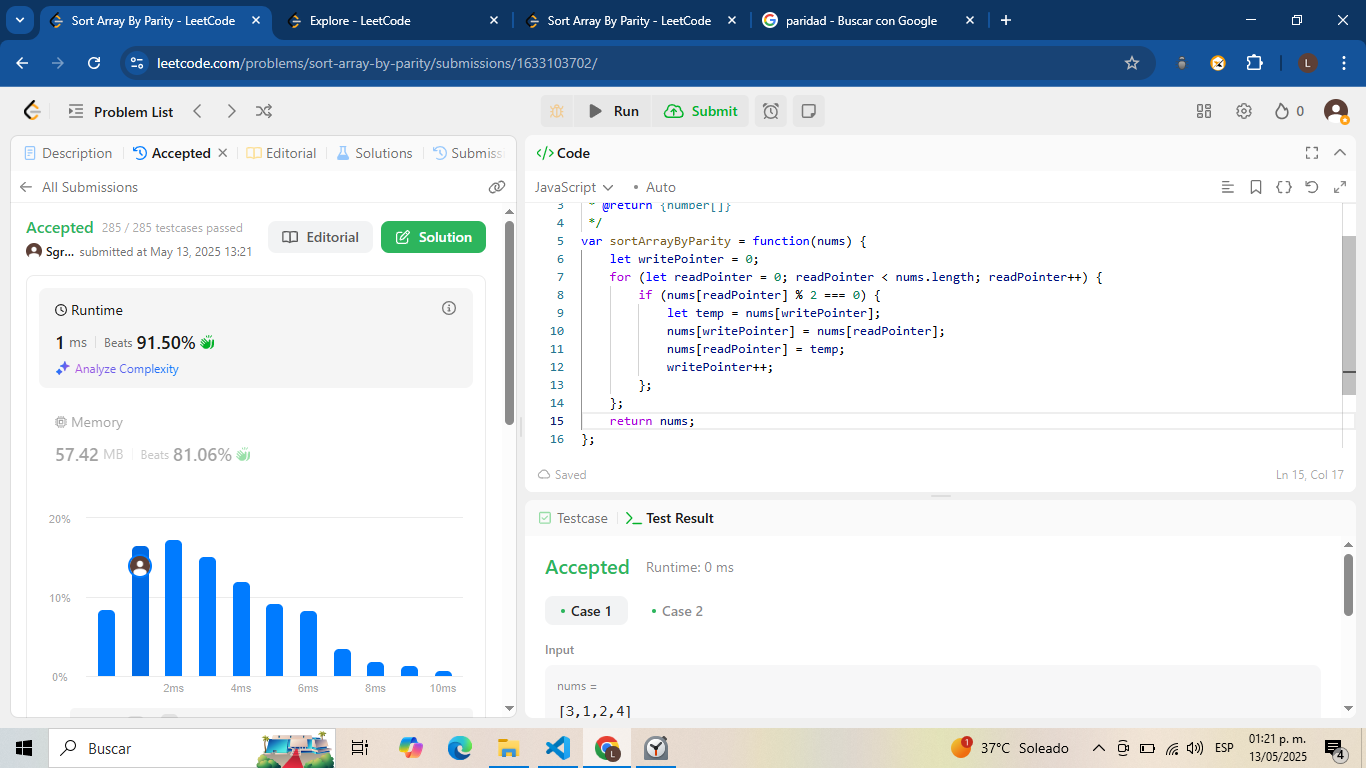 Sort Array By Parity - LeetCode
Explore - LeetCode
Sort Array By Parity - LeetCode
paridad - Buscar con Google
leetcode.com/problems/sort-array-by-parity/submissions/1633103702/
L
Problem List
Run
Submit
0
Description
Accepted
Editorial
Solutions
Submiss
All Submissions
Accepted 285 / 285 testcases passed
Sgr... submitted at May 13, 2025 13:21
Editorial
Solution
Runtime
1 ms Beats 91.50%
Analyze Complexity
Memory
57.42 MB Beats 81.06%
20%
10%
0%
2ms 4ms 6ms 8ms 10ms
</> Code
JavaScript
Auto
3 * @return {number[]}
4 */
5 var sortArrayByParity = function(nums) {
6 let writePointer = 0;
7 for (let readPointer = 0; readPointer < nums.length; readPointer++) {
8 if (nums[readPointer] % 2 === 0) {
9 let temp = nums[writePointer];
10 nums[writePointer] = nums[readPointer];
11 nums[readPointer] = temp;
12 writePointer++;
13 };
14 };
15 return nums;
16 };
Saved
Ln 15, Col 17
Testcase
Test Result
Accepted Runtime: 0 ms
• Case 1
• Case 2
Input
nums =
[3,1,2,4]
Buscar
L
1
37°C Soleado
ESP
01:21 p. m.
13/05/2025
4